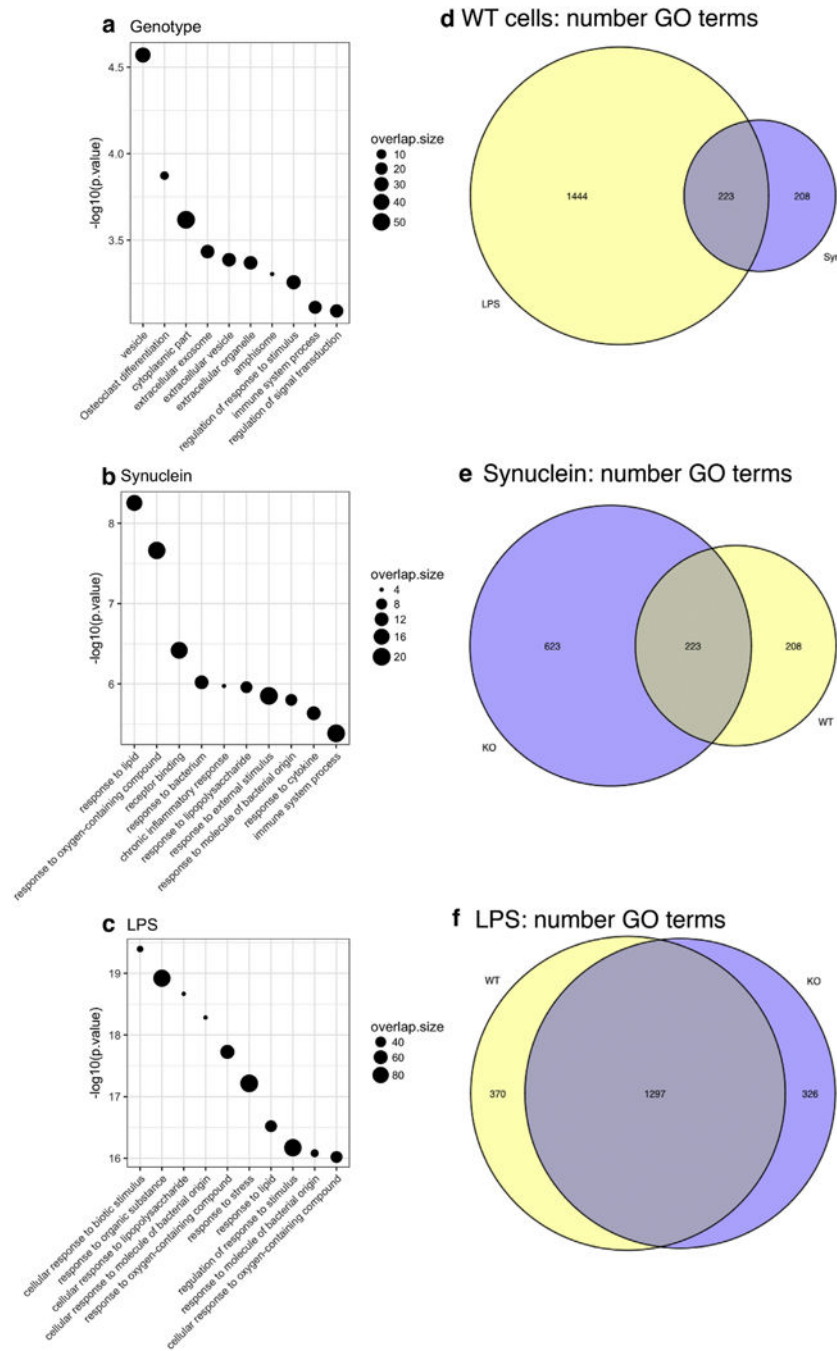 a Genotype
4.5
4.0
3.5
-log10(p.value)
overlap.size
10
20
30
40
50
vesicle
Osteoclast differentiation
cytoplasmic part
extracellular exosome
extracellular vesicle
extracellular organelle
amphisome
regulation of response to stimulus
immune system process
regulation of signal transduction
b Synuclein
8
7
6
-log10(p.value)
overlap.size
4
8
12
16
20
response to lipid
response to oxygen-containing compound
receptor binding
response to bacterium
chronic inflammatory response
response to lipopolysaccharide
response to external stimulus
response to molecule of bacterial origin
response to cytokine
immune system process
c LPS
19
18
17
16
-log10(p.value)
overlap.size
40
60
80
cellular response to biotic stimulus
response to organic substance
cellular response to lipopolysaccharide
cellular response to molecule of bacterial origin
response to oxygen-containing compound
response to stress
response to lipid
regulation of response to stimulus
response to molecule of bacterial origin
cellular response to oxygen-containing compound
d WT cells: number GO terms
1444
223
208
LPS
Syn
e Synuclein: number GO terms
623
223
208
KO
WT
f LPS: number GO terms
WT
KO
370
1297
326